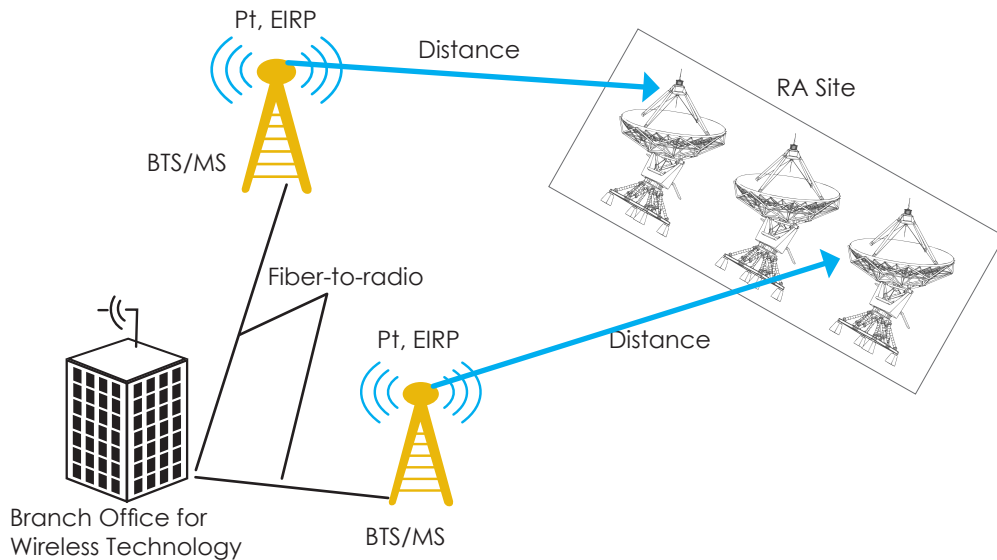 Pt, EIRP
Distance
RA Site
BTS/MS
Fiber-to-radio
Pt, EIRP
Distance
Branch Office for
Wireless Technology
BTS/MS